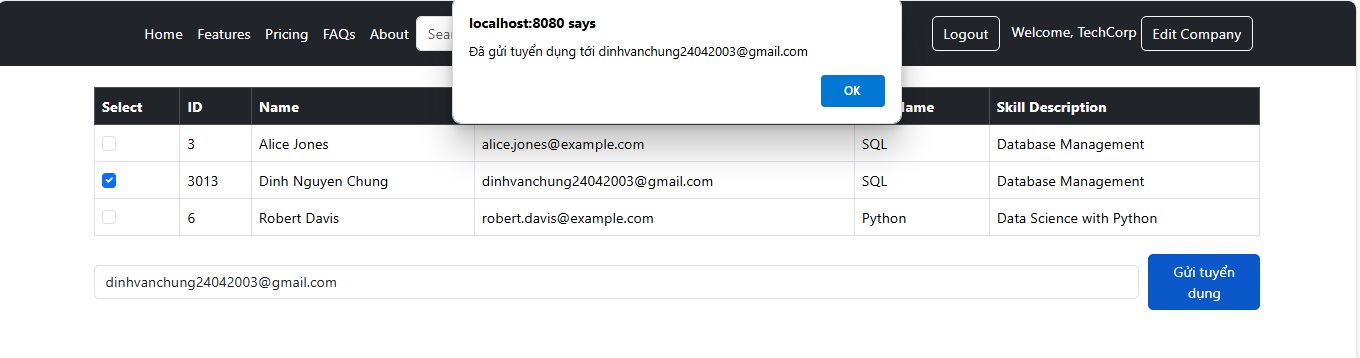 localhost:8080 says
Đã gửi tuyển dụng tới dinhvanchung24042003@gmail.com
OK
Home Features Pricing FAQs About Sea Logout Welcome, TechCorp Edit Company
Select ID Name Name Skill Description
3 Alice Jones alice.jones@example.com SQL Database Management
3013 Dinh Nguyen Chung dinhvanchung24042003@gmail.com SQL Database Management
6 Robert Davis robert.davis@example.com Python Data Science with Python
dinhvanchung24042003@gmail.com
Gửi tuyển
dụng